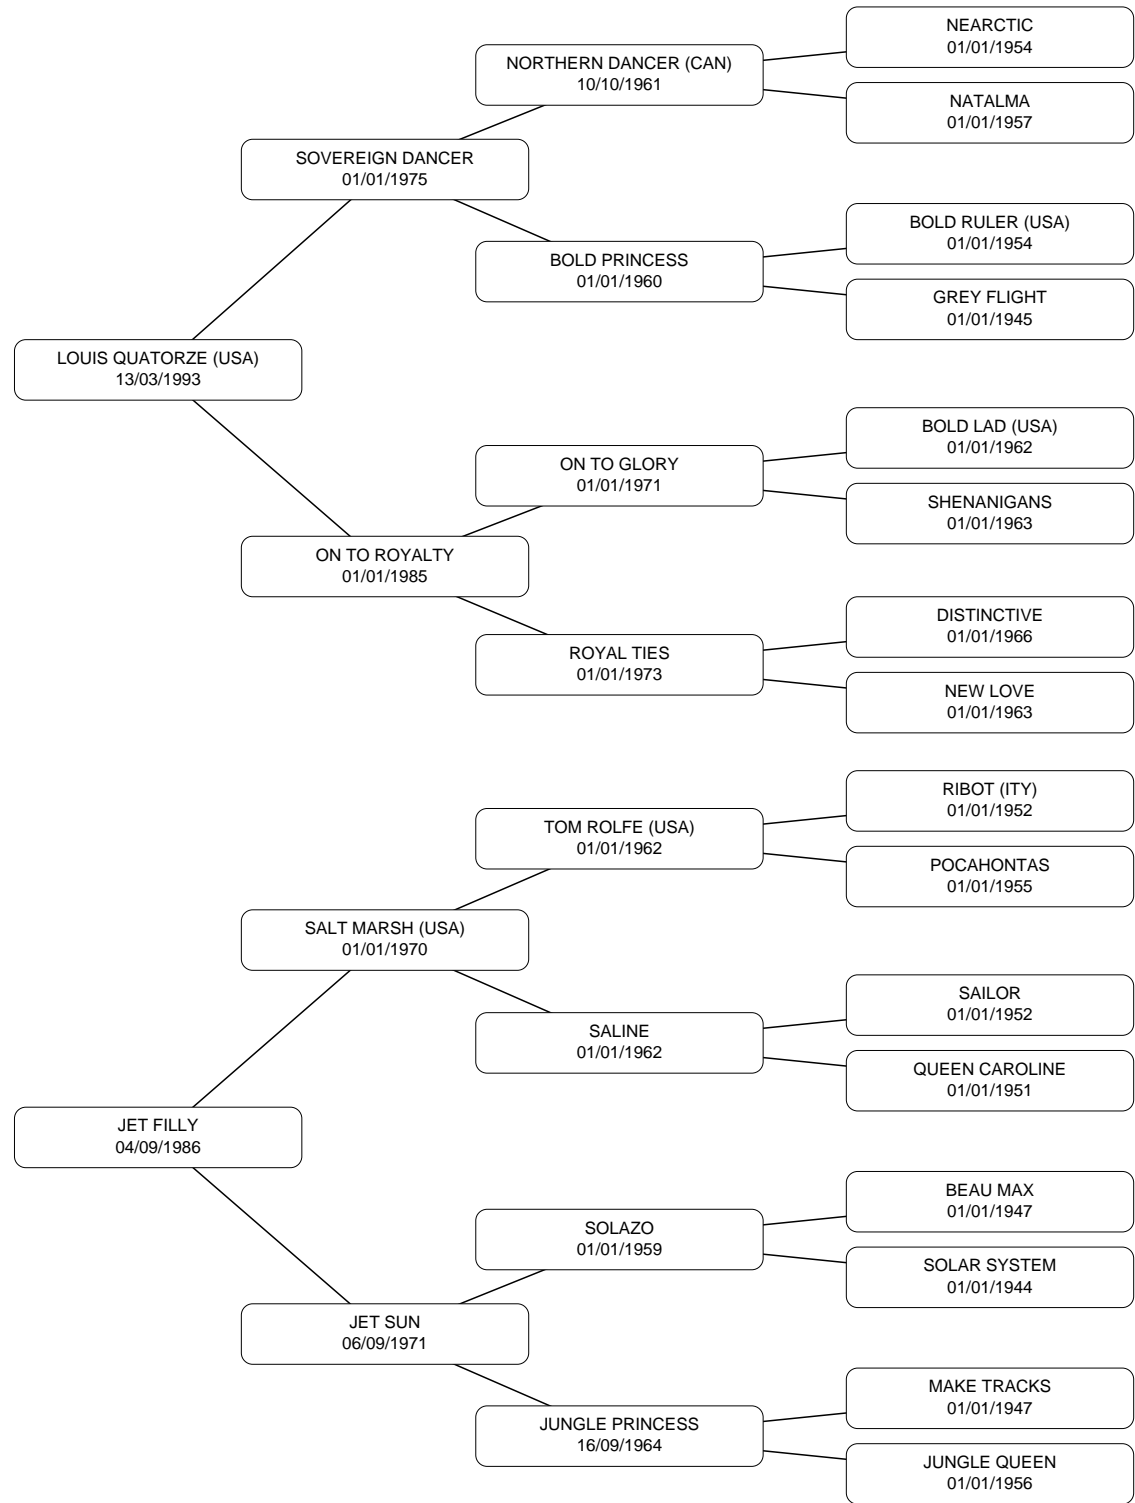 NEARCTIC
01/01/1954
NORTHERN DANCER (CAN)
10/10/1961
NATALMA
01/01/1957
SOVEREIGN DANCER
01/01/1975
BOLD RULER (USA)
01/01/1954
BOLD PRINCESS
01/01/1960
GREY FLIGHT
01/01/1945
LOUIS QUATORZE (USA)
13/03/1993
BOLD LAD (USA)
01/01/1962
ON TO GLORY
01/01/1971
SHENANIGANS
01/01/1963
ON TO ROYALTY
01/01/1985
DISTINCTIVE
01/01/1966
ROYAL TIES
01/01/1973
NEW LOVE
01/01/1963
RIBOT (ITY)
01/01/1952
TOM ROLFE (USA)
01/01/1962
POCAHONTAS
01/01/1955
SALT MARSH (USA)
01/01/1970
SAILOR
01/01/1952
SALINE
01/01/1962
QUEEN CAROLINE
01/01/1951
JET FILLY
04/09/1986
BEAU MAX
01/01/1947
SOLAZO
01/01/1959
SOLAR SYSTEM
01/01/1944
JET SUN
06/09/1971
MAKE TRACKS
01/01/1947
JUNGLE PRINCESS
16/09/1964
JUNGLE QUEEN
01/01/1956